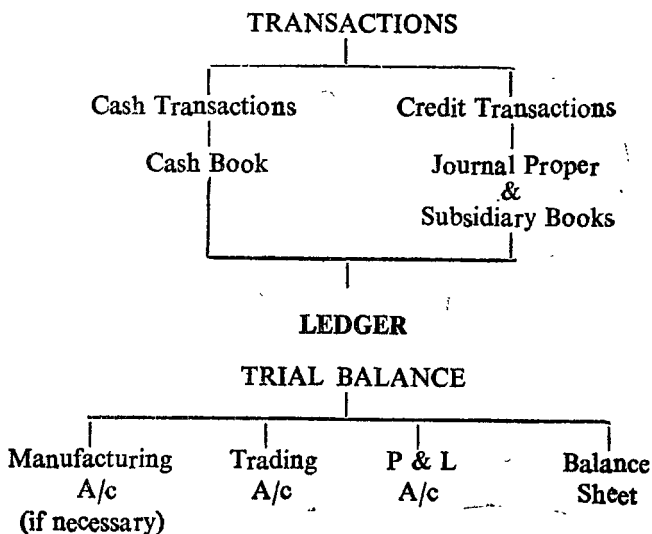 TRANSACTIONS
Cash Transactions
Credit Transactions
Cash Book
Journal Proper
&
Subsidiary Books
LEDGER
TRIAL BALANCE
Manufacturing Trading P & L Balance
A/c A/c A/c Sheet
(if necessary)